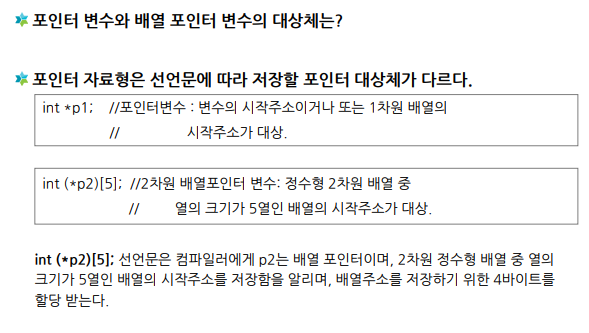 포인터 변수와 배열 포인터 변수의 대상체는?
포인터 자료형은 선언문에 따라 저장할 포인터 대상체가 다르다.
int *p1; //포인터변수 : 변수의 시작주소이거나 또는 1차원 배열의
// 시작주소가 대상.
int (*p2)[5]; //2차원 배열포인터 변수: 정수형 2차원 배열 중
// 열의 크기가 5열인 배열의 시작주소가 대상.
int (*p2)[5]; 선언문은 컴파일러에게 p2는 배열 포인터이며, 2차원 정수형 배열 중 열의
크기가 5열인 배열의 시작주소를 저장함을 알리며, 배열주소를 저장하기 위한 4바이트를
할당 받는다.